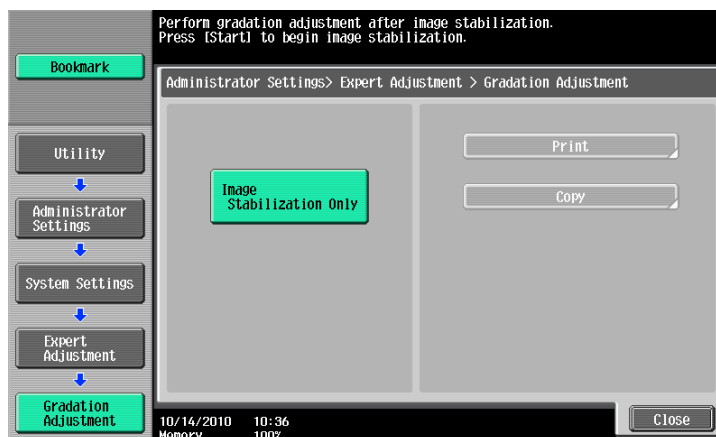 Perform gradation adjustment after image stabilization.
Press [Start] to begin image stabilization.
Bookmark
Administrator Settings> Expert Adjustment > Gradation Adjustment
Utility
Administrator
Settings
System Settings
Expert
Adjustment
Gradation
Adjustment
Image
Stabilization Only
Print
Copy
10/14/2010 10:36
Memory 100%
Close